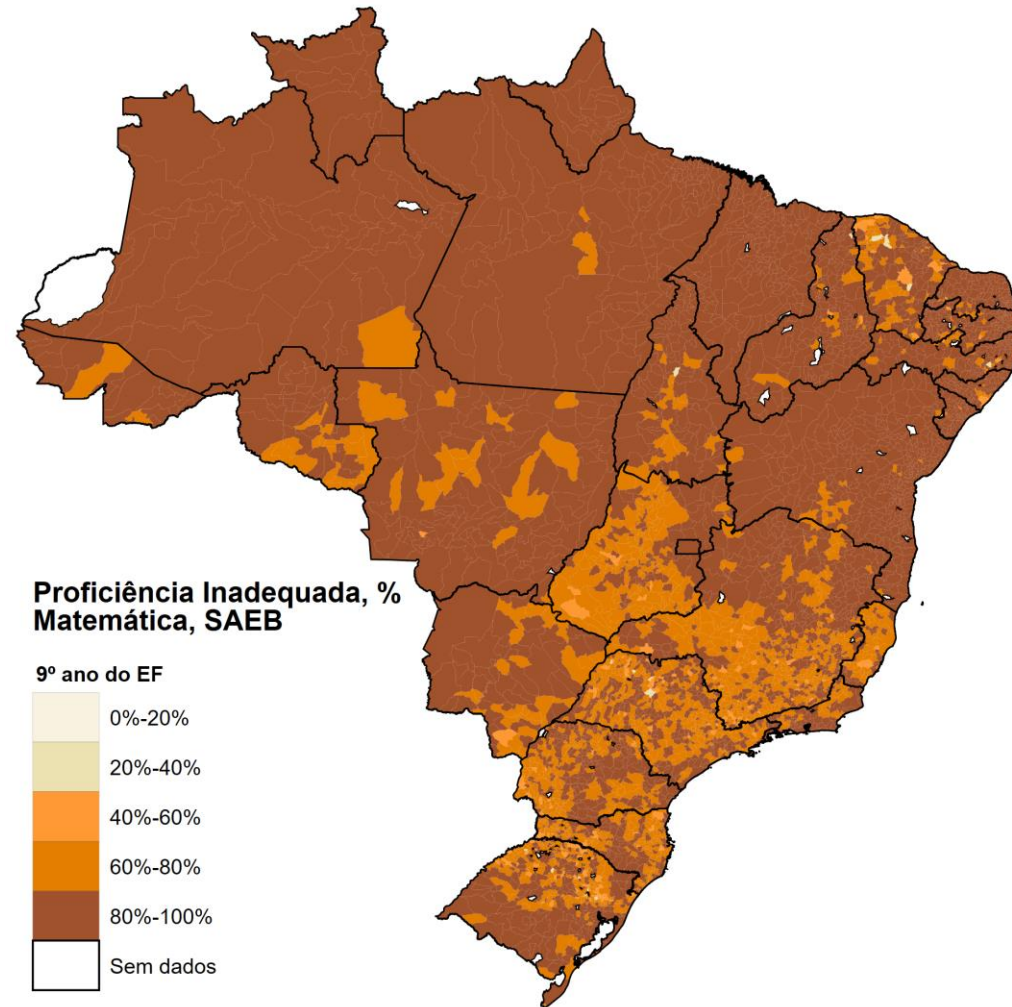 Proficiência Inadequada, %
Matemática, SAEB
9º ano do EF
0%-20%
20%-40%
40%-60%
60%-80%
80%-100%
Sem dados